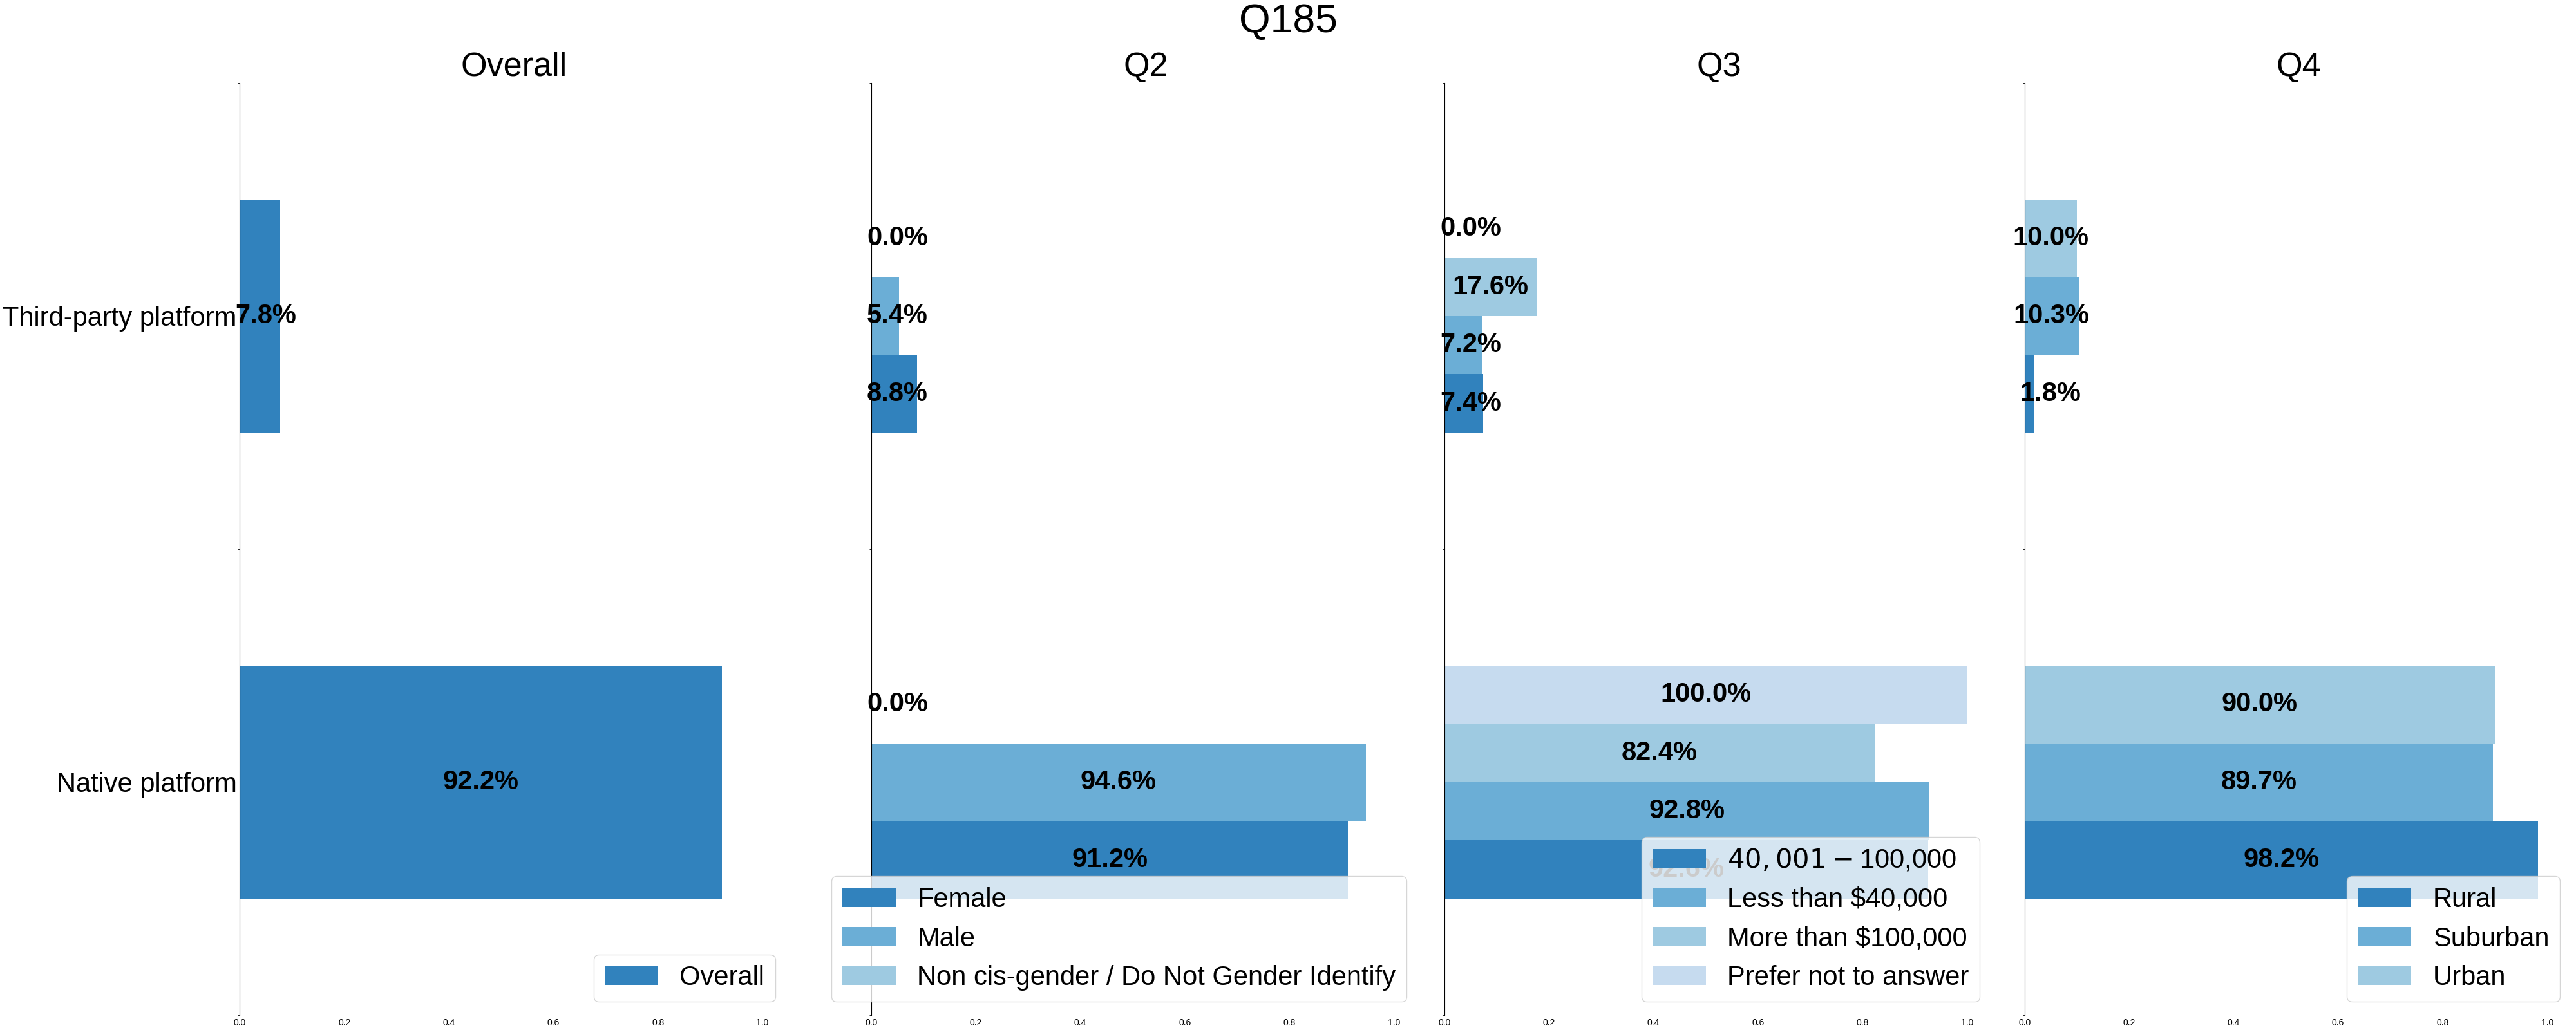 Q185
Overall
Third-party platform
7.8%
Native platform
92.2%
Overall
0.0 0.2 0.4 0.6 0.8 1.0
Q2
0.0%
5.4%
8.8%
0.0%
94.6%
91.2%
Female
Male
Non cis-gender / Do Not Gender Identify
0.0 0.2 0.4 0.6 0.8 1.0
Q3
0.0%
17.6%
7.2%
7.4%
100.0%
82.4%
92.8%
92.6%
40,001 − 100,000
Less than $40,000
More than $100,000
Prefer not to answer
0.0 0.2 0.4 0.6 0.8 1.0
Q4
10.0%
10.3%
1.8%
90.0%
89.7%
98.2%
Rural
Suburban
Urban
0.0 0.2 0.4 0.6 0.8 1.0